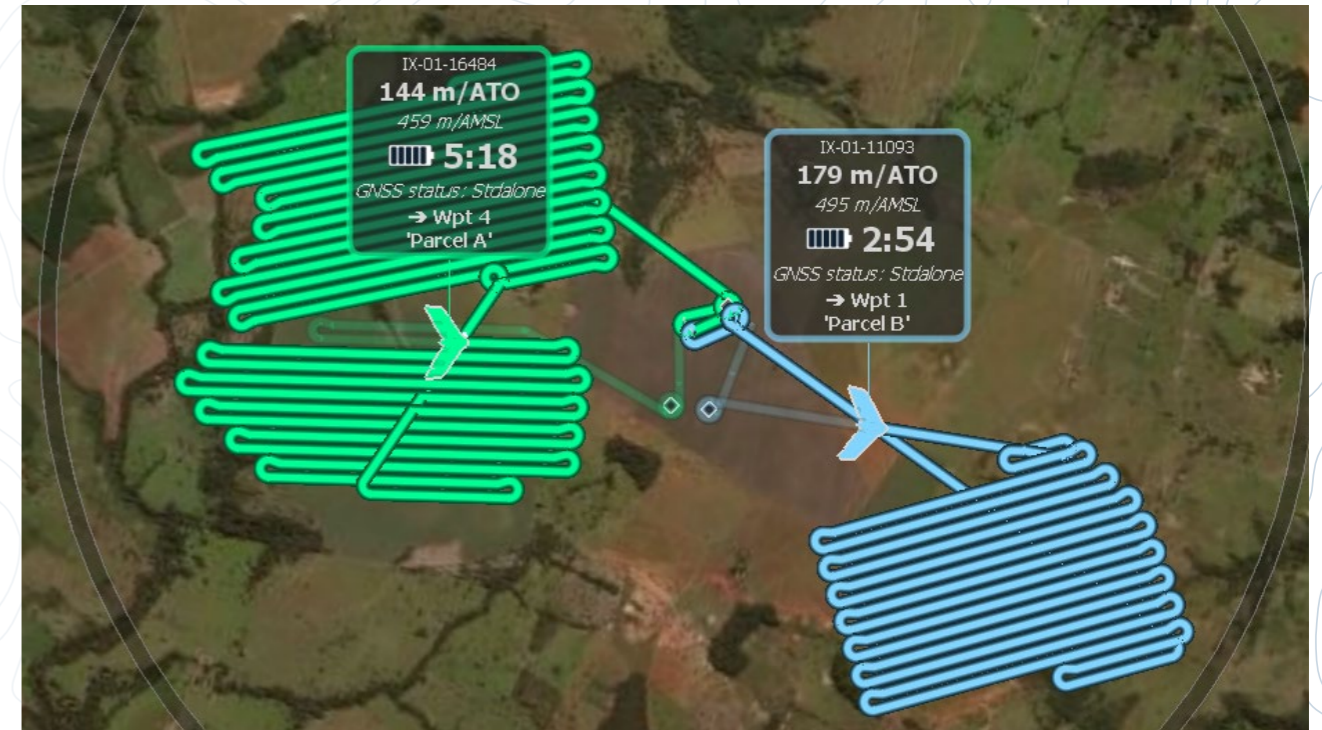 IX-01-16484
144 m/ATO
459 m/AMSL
5:18
GNSS status: Stdalone
➔ Wpt 4
'Parcel A'
IX-01-11093
179 m/ATO
495 m/AMSL
2:54
GNSS status: Stdalone
➔ Wpt 1
'Parcel B'